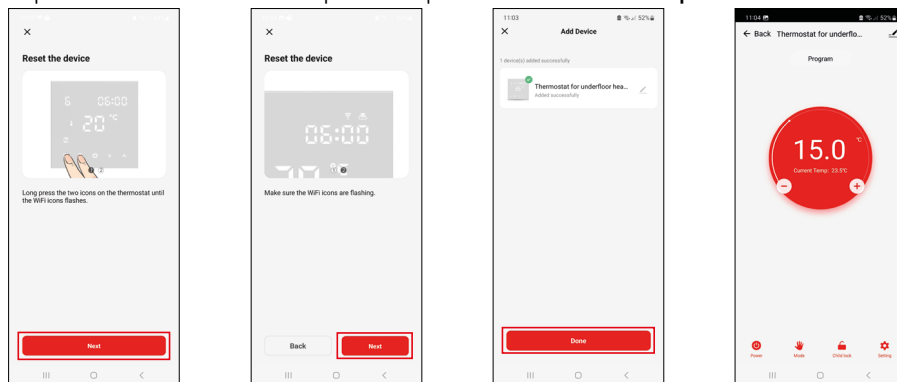 Reset the device
6 06:00
20 °C
Long press the two icons on the thermostat until
the WiFi icons flashes.
Next
Reset the device
06:00
Make sure the WiFi icons are flashing.
Back Next
11:03 52%
Add Device
1 device(s) added successfully
Thermostat for underfloor hea...
Added successfully
Done
11:04 52%
Back Thermostat for underflo...
Program
15.0 °C
Current Temp: 23.5°C
Power Mode Child lock Setting